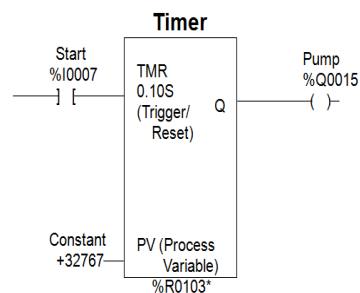 Timer
Start
%I0007
TMR
0.10S
(Trigger/
Reset)
Q
Pump
%Q0015
Constant
+32767
PV (Process
Variable)
%R0103*